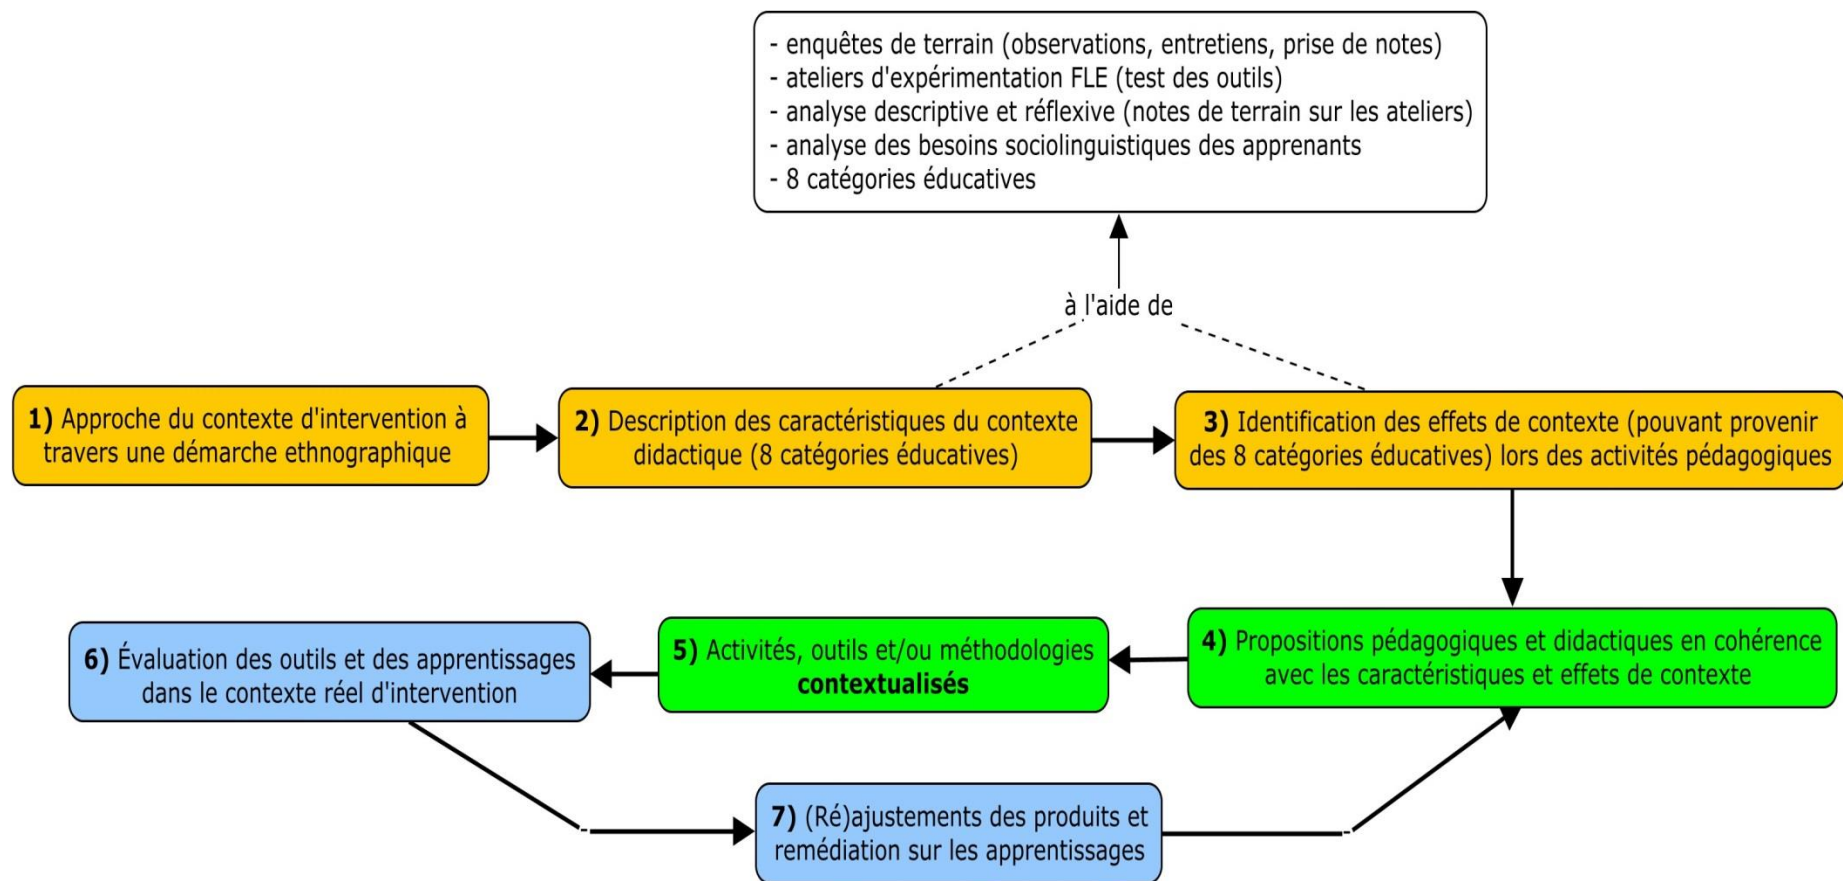 - enquêtes de terrain (observations, entretiens, prise de notes)
- ateliers d'expérimentation FLE (test des outils)
- analyse descriptive et réflexive (notes de terrain sur les ateliers)
- analyse des besoins sociolinguistiques des apprenants
- 8 catégories éducatives
à l'aide de
1) Approche du contexte d'intervention à
travers une démarche ethnographique
2) Description des caractéristiques du contexte
didactique (8 catégories éducatives)
3) Identification des effets de contexte (pouvant provenir
des 8 catégories éducatives) lors des activités pédagogiques
4) Propositions pédagogiques et didactiques en cohérence
avec les caractéristiques et effets de contexte
5) Activités, outils et/ou méthodologies
contextualisés
6) Évaluation des outils et des apprentissages
dans le contexte réel d'intervention
7) (Ré)ajustements des produits et
remédiation sur les apprentissages